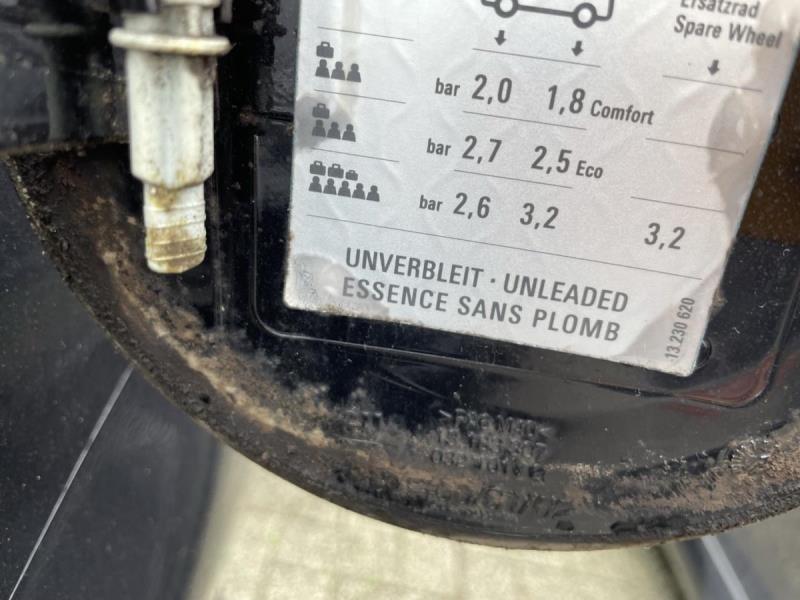 Ersatzrad
Spare Wheel
bar 2,0 1,8 Comfort
bar 2,7 2,5 Eco
bar 2,6 3,2 3,2
UNVERBLEIT · UNLEADED
ESSENCE SANS PLOMB
13 230 620